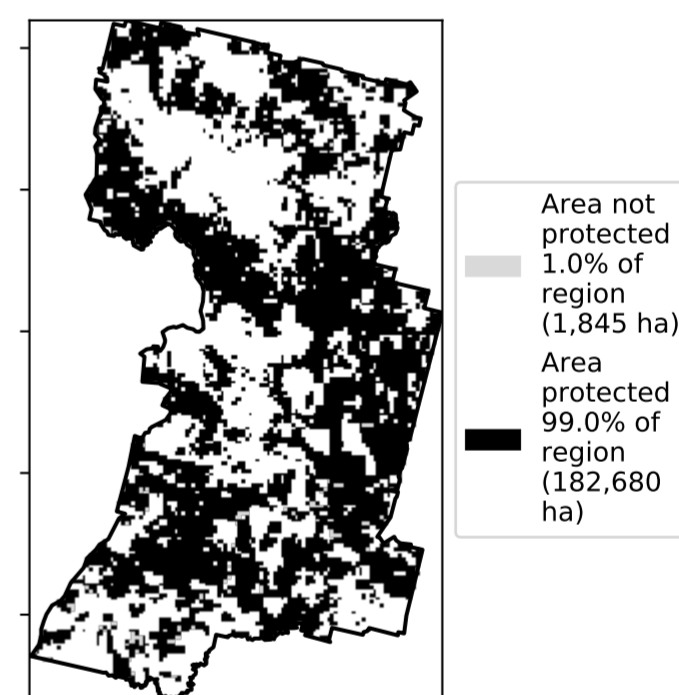 Area not
protected
1.0% of
region
(1,845 ha)
Area
protected
99.0% of
region
(182,680
ha)